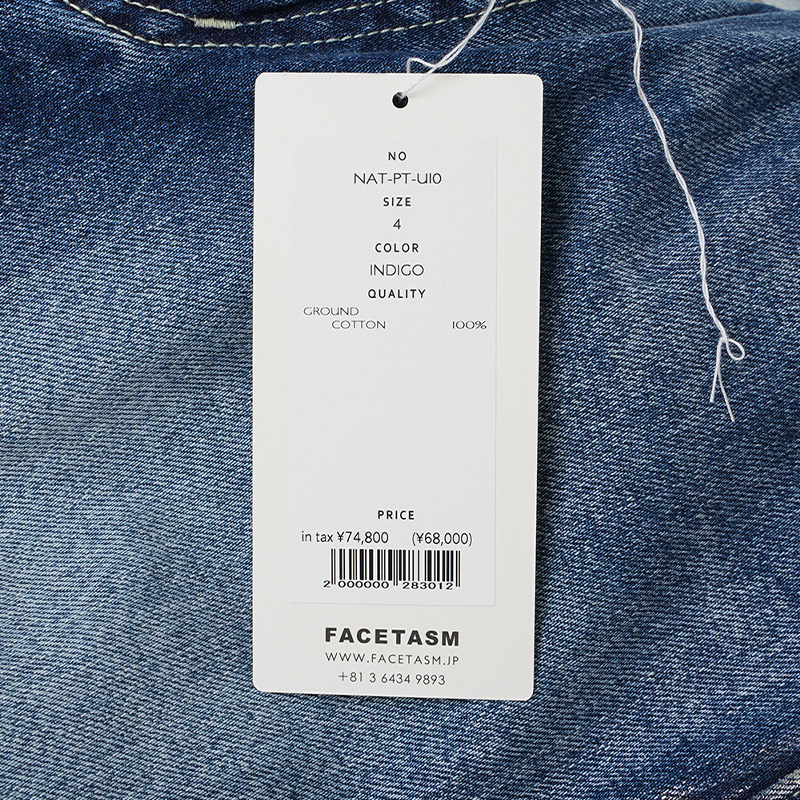 NO
NAT-PT-U10
SIZE
4
COLOR
INDIGO
QUALITY
GROUND
COTTON 100%
PRICE
in tax ¥74,800 (¥68,000)
2 000000 283012
FACETASM
WWW.FACETASM.JP
+81 3 6434 9893